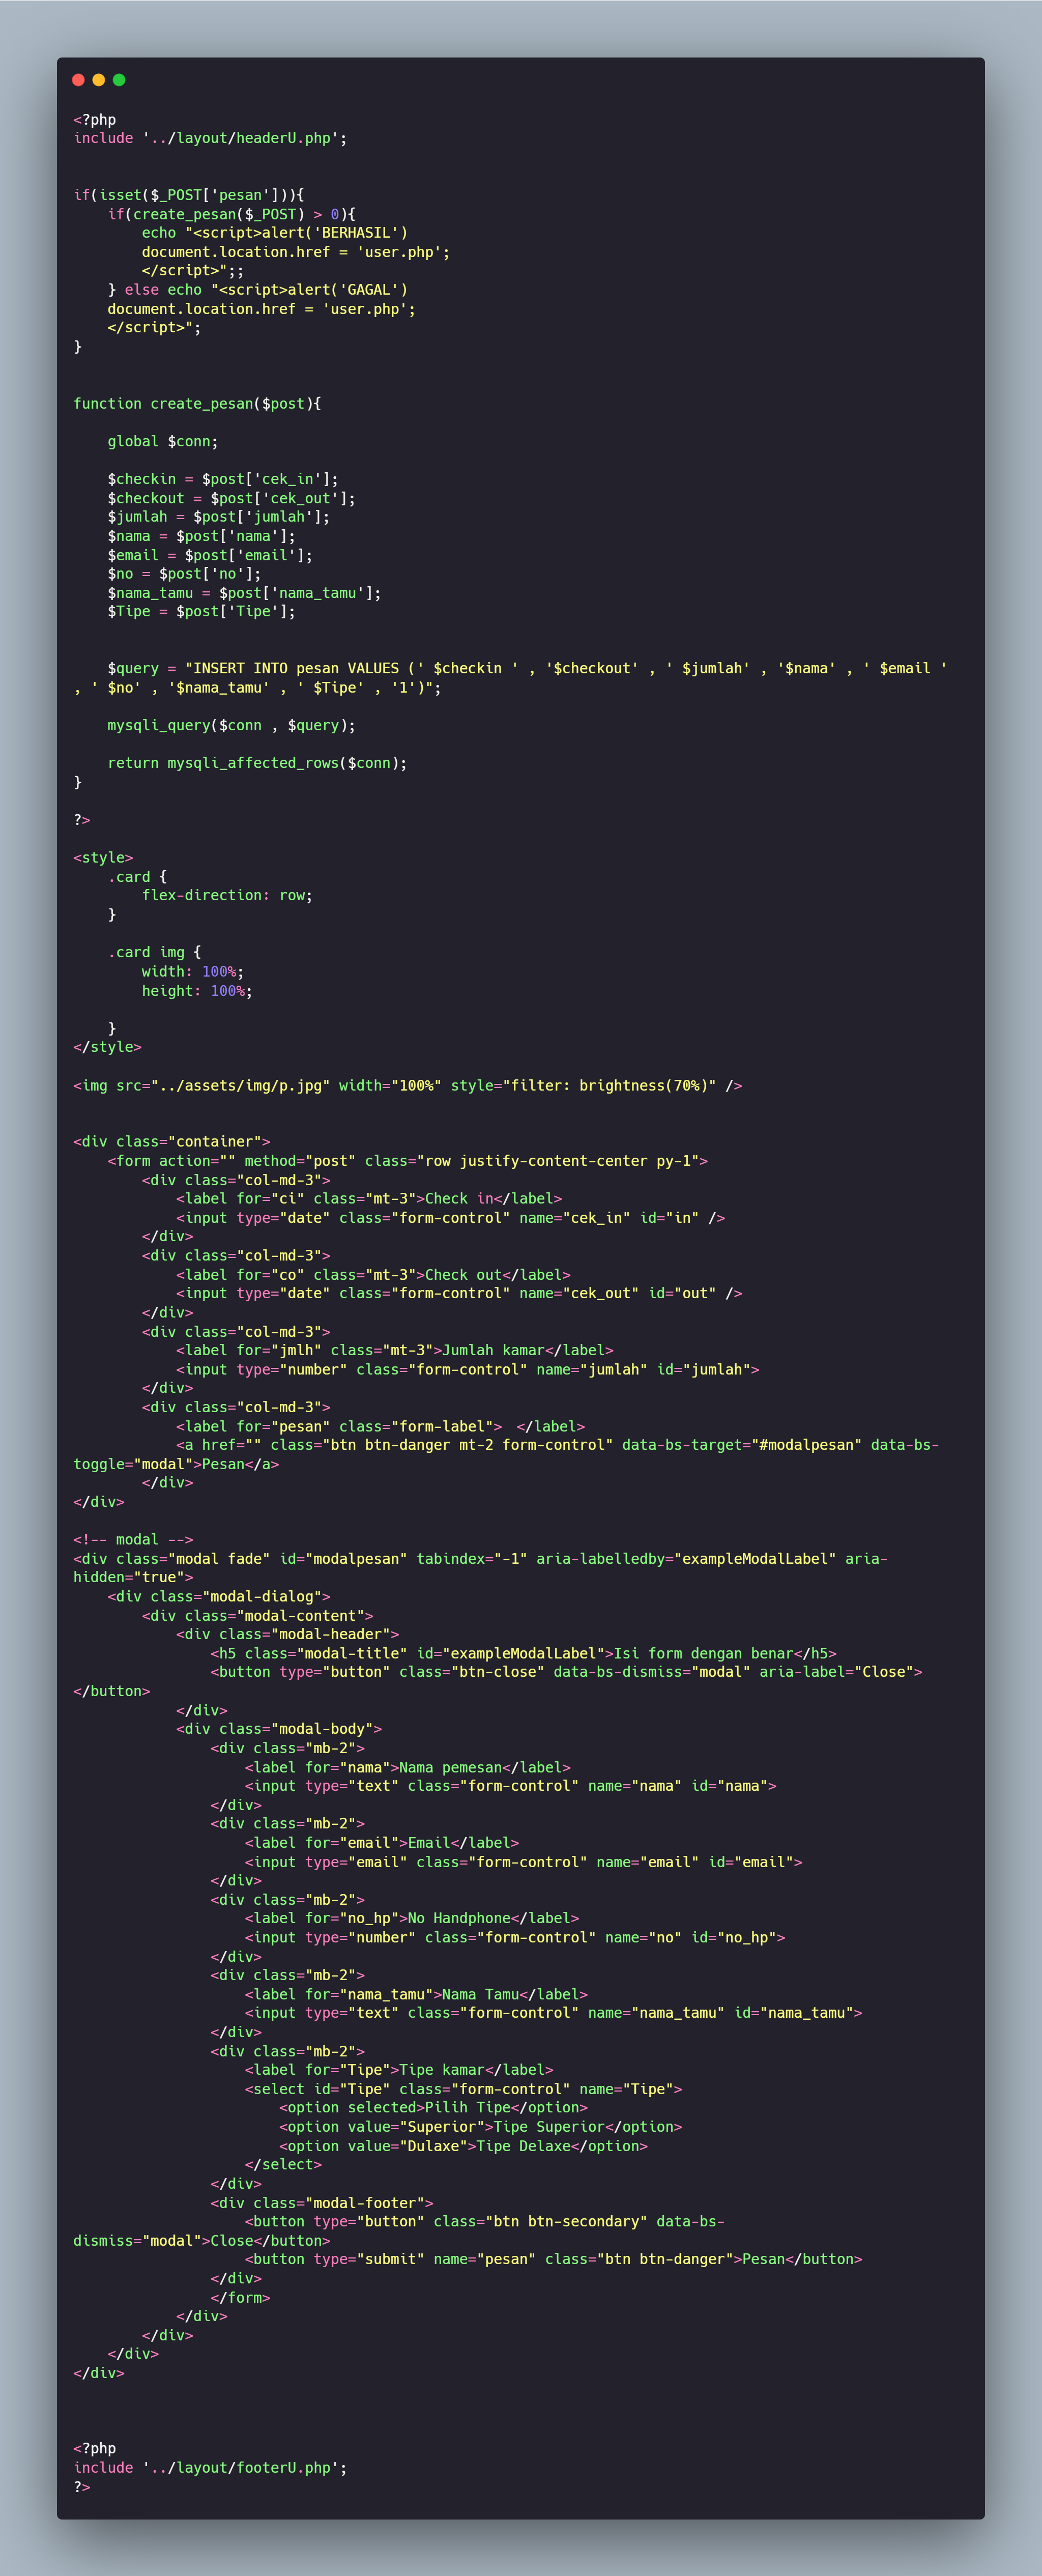 <?php
include '../layout/headerU.php';
if(isset($_POST['pesan'])){
    if(create_pesan($_POST) > 0){
        echo "<script>alert('BERHASIL')
        document.location.href = 'user.php';
        </script>";;
    } else echo "<script>alert('GAGAL')
    document.location.href = 'user.php';
    </script>";
}
function create_pesan($post){
    global $conn;
    $checkin = $post['cek_in'];
    $checkout = $post['cek_out'];
    $jumlah = $post['jumlah'];
    $nama = $post['nama'];
    $email = $post['email'];
    $no = $post['no'];
    $nama_tamu = $post['nama_tamu'];
    $Tipe = $post['Tipe'];
    $query = "INSERT INTO pesan VALUES (' $checkin ' , '$checkout' , ' $jumlah' , '$nama' , ' $email '
, ' $no' , '$nama_tamu' , ' $Tipe' , '1')";
    mysqli_query($conn , $query);
    return mysqli_affected_rows($conn);
}
?>
<style>
    .card {
        flex-direction: row;
    }
    .card img {
        width: 100%;
        height: 100%;
    }
</style>
<img src="../assets/img/p.jpg" width="100%" style="filter: brightness(70%)" />
<div class="container">
    <form action="" method="post" class="row justify-content-center py-1">
        <div class="col-md-3">
            <label for="ci" class="mt-3">Check in</label>
            <input type="date" class="form-control" name="cek_in" id="in" />
        </div>
        <div class="col-md-3">
            <label for="co" class="mt-3">Check out</label>
            <input type="date" class="form-control" name="cek_out" id="out" />
        </div>
        <div class="col-md-3">
            <label for="jmlh" class="mt-3">Jumlah kamar</label>
            <input type="number" class="form-control" name="jumlah" id="jumlah">
        </div>
        <div class="col-md-3">
            <label for="pesan" class="form-label">  </label>
            <a href="" class="btn btn-danger mt-2 form-control" data-bs-target="#modalpesan" data-bs-
toggle="modal">Pesan</a>
        </div>
</div>
<!-- modal -->
<div class="modal fade" id="modalpesan" tabindex="-1" aria-labelledby="exampleModalLabel" aria-
hidden="true">
    <div class="modal-dialog">
        <div class="modal-content">
            <div class="modal-header">
                <h5 class="modal-title" id="exampleModalLabel">Isi form dengan benar</h5>
                <button type="button" class="btn-close" data-bs-dismiss="modal" aria-label="Close">
</button>
            </div>
            <div class="modal-body">
                <div class="mb-2">
                    <label for="nama">Nama pemesan</label>
                    <input type="text" class="form-control" name="nama" id="nama">
                </div>
                <div class="mb-2">
                    <label for="email">Email</label>
                    <input type="email" class="form-control" name="email" id="email">
                </div>
                <div class="mb-2">
                    <label for="no_hp">No Handphone</label>
                    <input type="number" class="form-control" name="no" id="no_hp">
                </div>
                <div class="mb-2">
                    <label for="nama_tamu">Nama Tamu</label>
                    <input type="text" class="form-control" name="nama_tamu" id="nama_tamu">
                </div>
                <div class="mb-2">
                    <label for="Tipe">Tipe kamar</label>
                    <select id="Tipe" class="form-control" name="Tipe">
                        <option selected>Pilih Tipe</option>
                        <option value="Superior">Tipe Superior</option>
                        <option value="Dulaxe">Tipe Delaxe</option>
                    </select>
                </div>
                <div class="modal-footer">
                    <button type="button" class="btn btn-secondary" data-bs-
dismiss="modal">Close</button>
                    <button type="submit" name="pesan" class="btn btn-danger">Pesan</button>
                </div>
                </form>
            </div>
        </div>
    </div>
</div>
<?php
include '../layout/footerU.php';
?>